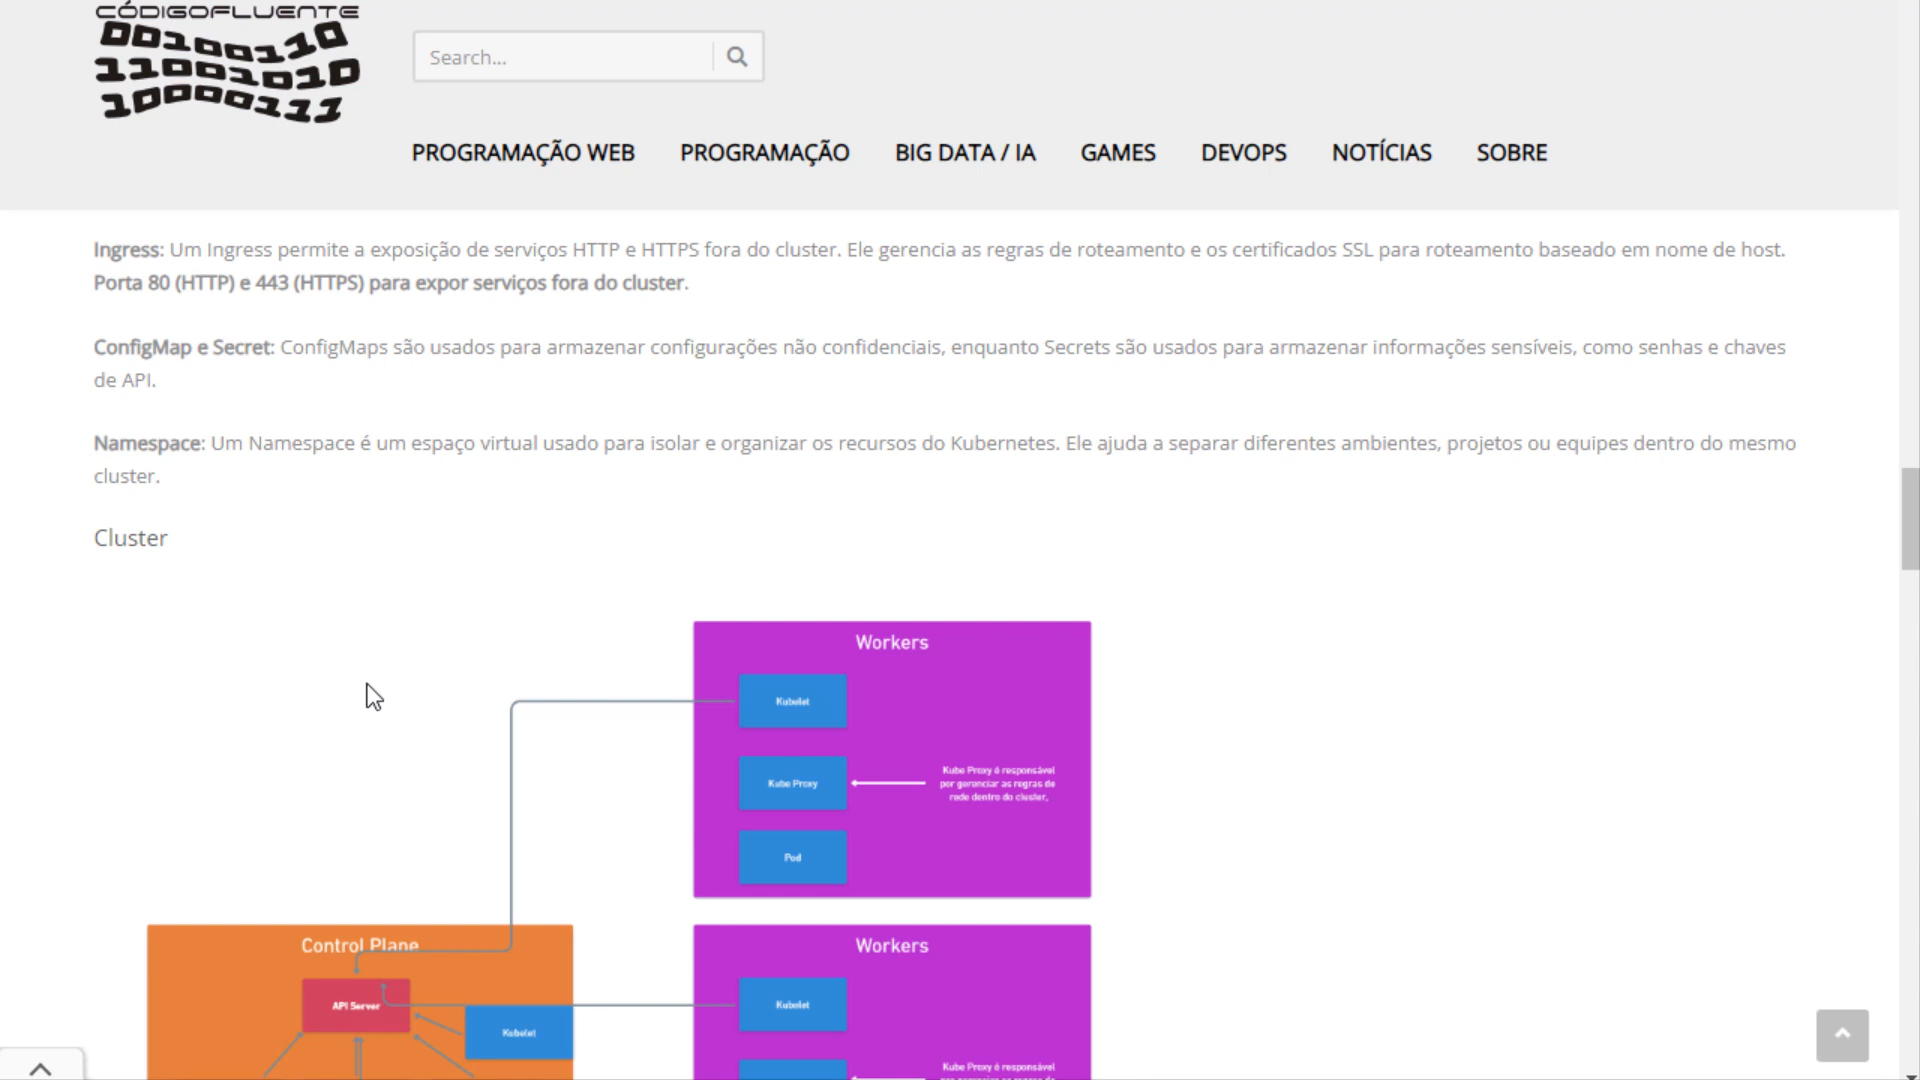 CÓDIGOFLUENTE
00100110
11001010
10000111
Search...
PROGRAMAÇÃO WEB PROGRAMAÇÃO BIG DATA / IA GAMES DEVOPS NOTÍCIAS SOBRE
Ingress: Um Ingress permite a exposição de serviços HTTP e HTTPS fora do cluster. Ele gerencia as regras de roteamento e os certificados SSL para roteamento baseado em nome de host.
Porta 80 (HTTP) e 443 (HTTPS) para expor serviços fora do cluster.
ConfigMap e Secret: ConfigMaps são usados para armazenar configurações não confidenciais, enquanto Secrets são usados para armazenar informações sensíveis, como senhas e chaves
de API.
Namespace: Um Namespace é um espaço virtual usado para isolar e organizar os recursos do Kubernetes. Ele ajuda a separar diferentes ambientes, projetos ou equipes dentro do mesmo
cluster.
Cluster
Workers
Kubelet
Kube Proxy
Kube Proxy é responsável
por gerenciar as regras de
rede dentro do cluster,
Pod
Control Plane
API Server
Kubelet
Workers
Kubelet
Kube Proxy é responsável